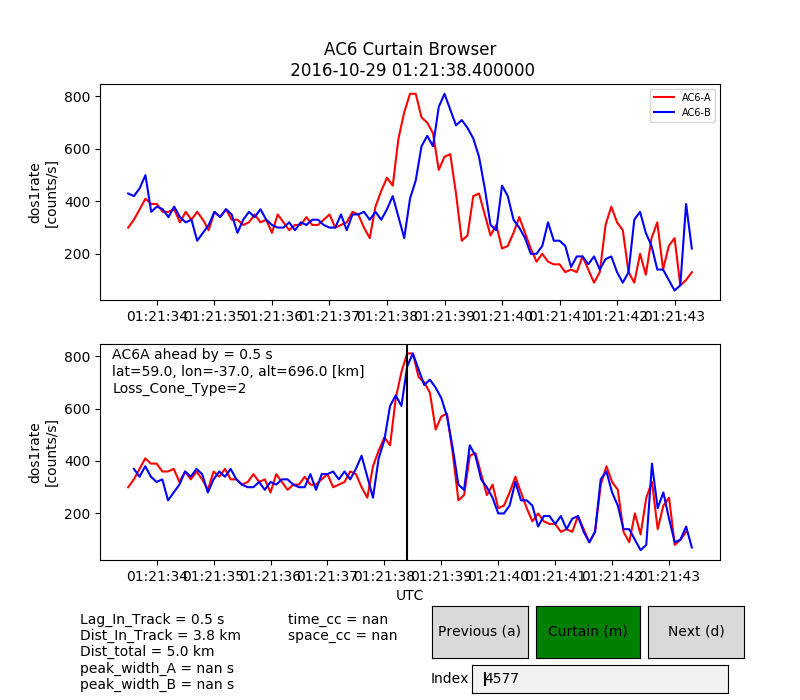 AC6 Curtain Browser
2016-10-29 01:21:38.400000
800
600
400
200
dos1rate
[counts/s]
AC6-A
AC6-B
01:21:34 01:21:35 01:21:36 01:21:37 01:21:38 01:21:39 01:21:40 01:21:41 01:21:42 01:21:43
AC6A ahead by = 0.5 s
lat=59.0, lon=-37.0, alt=696.0 [km]
Loss_Cone_Type=2
800
600
400
200
dos1rate
[counts/s]
01:21:34 01:21:35 01:21:36 01:21:37 01:21:38 01:21:39 01:21:40 01:21:41 01:21:42 01:21:43
UTC
Lag_In_Track = 0.5 s
Dist_In_Track = 3.8 km
Dist_total = 5.0 km
peak_width_A = nan s
peak_width_B = nan s
time_cc = nan
space_cc = nan
Previous (a)
Curtain (m)
Next (d)
Index 4577